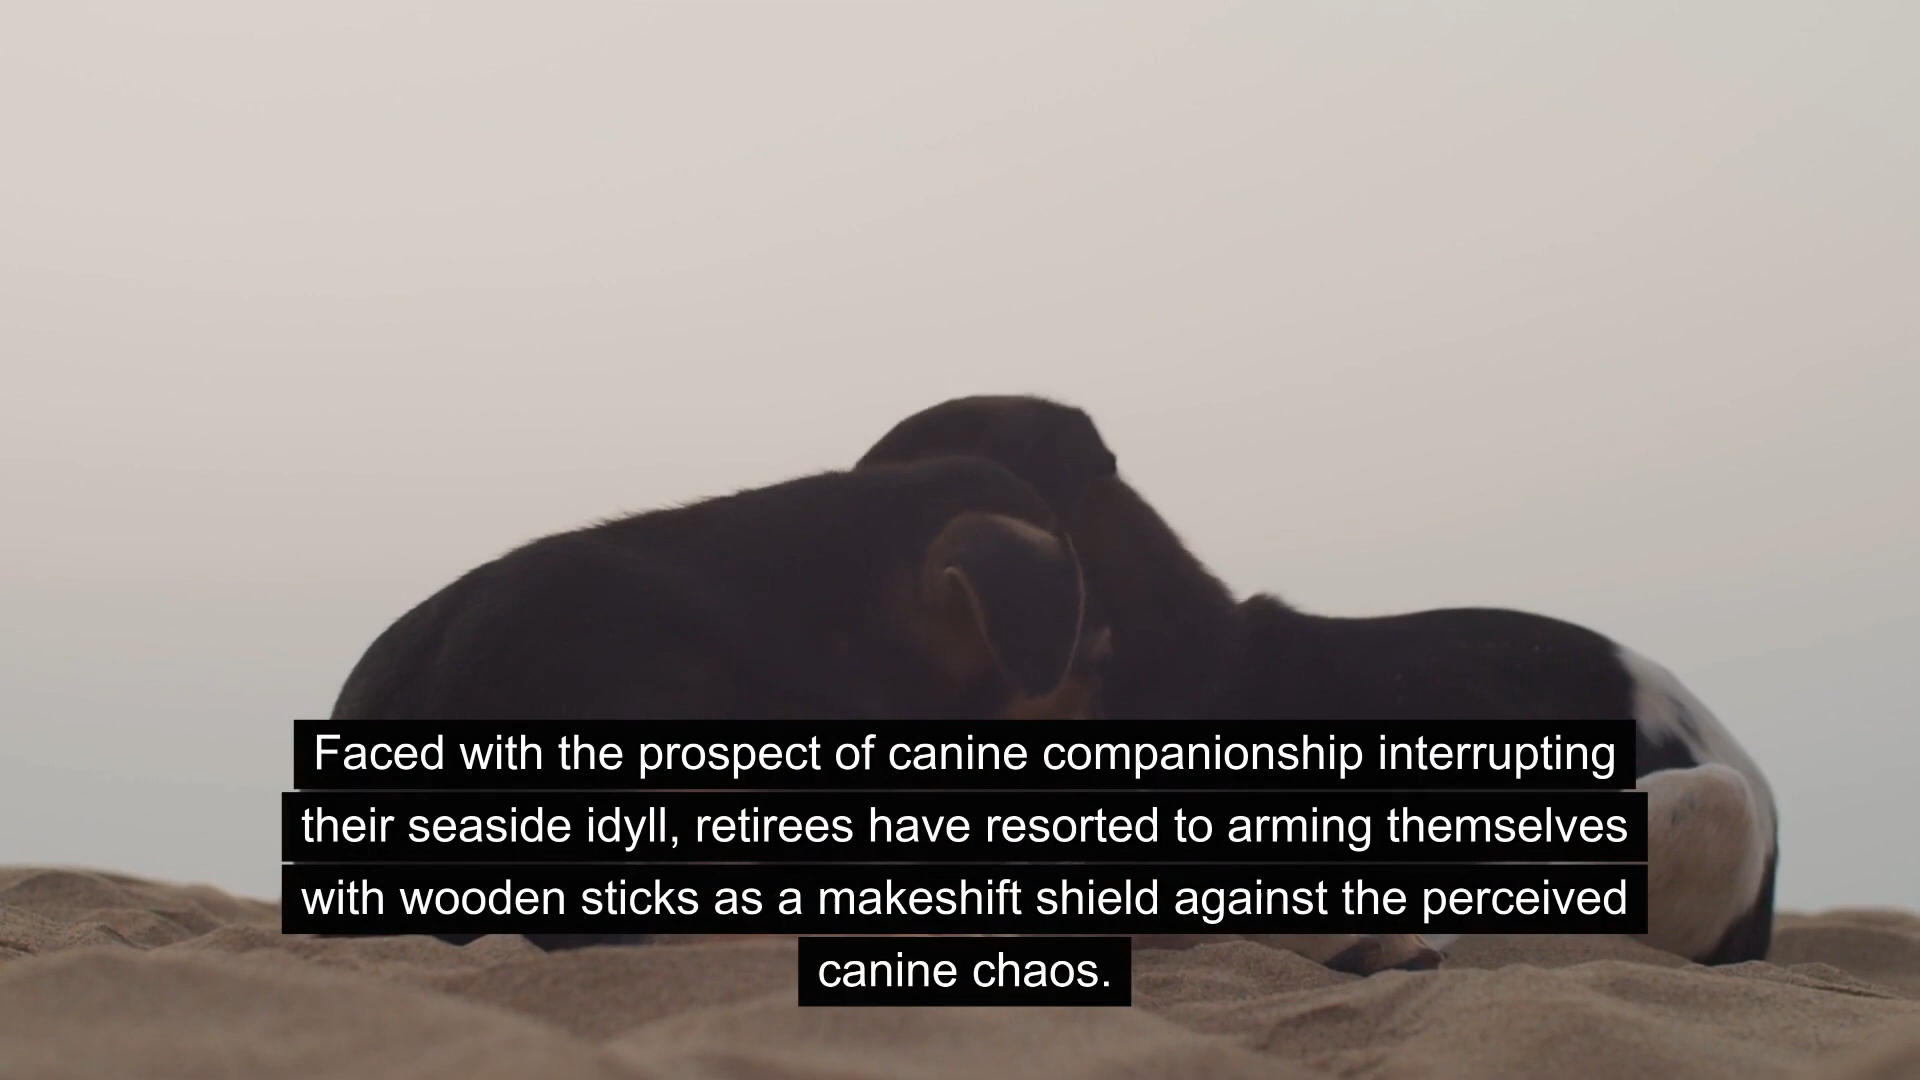 Faced with the prospect of canine companionship interrupting
their seaside idyll, retirees have resorted to arming themselves
with wooden sticks as a makeshift shield against the perceived
canine chaos.